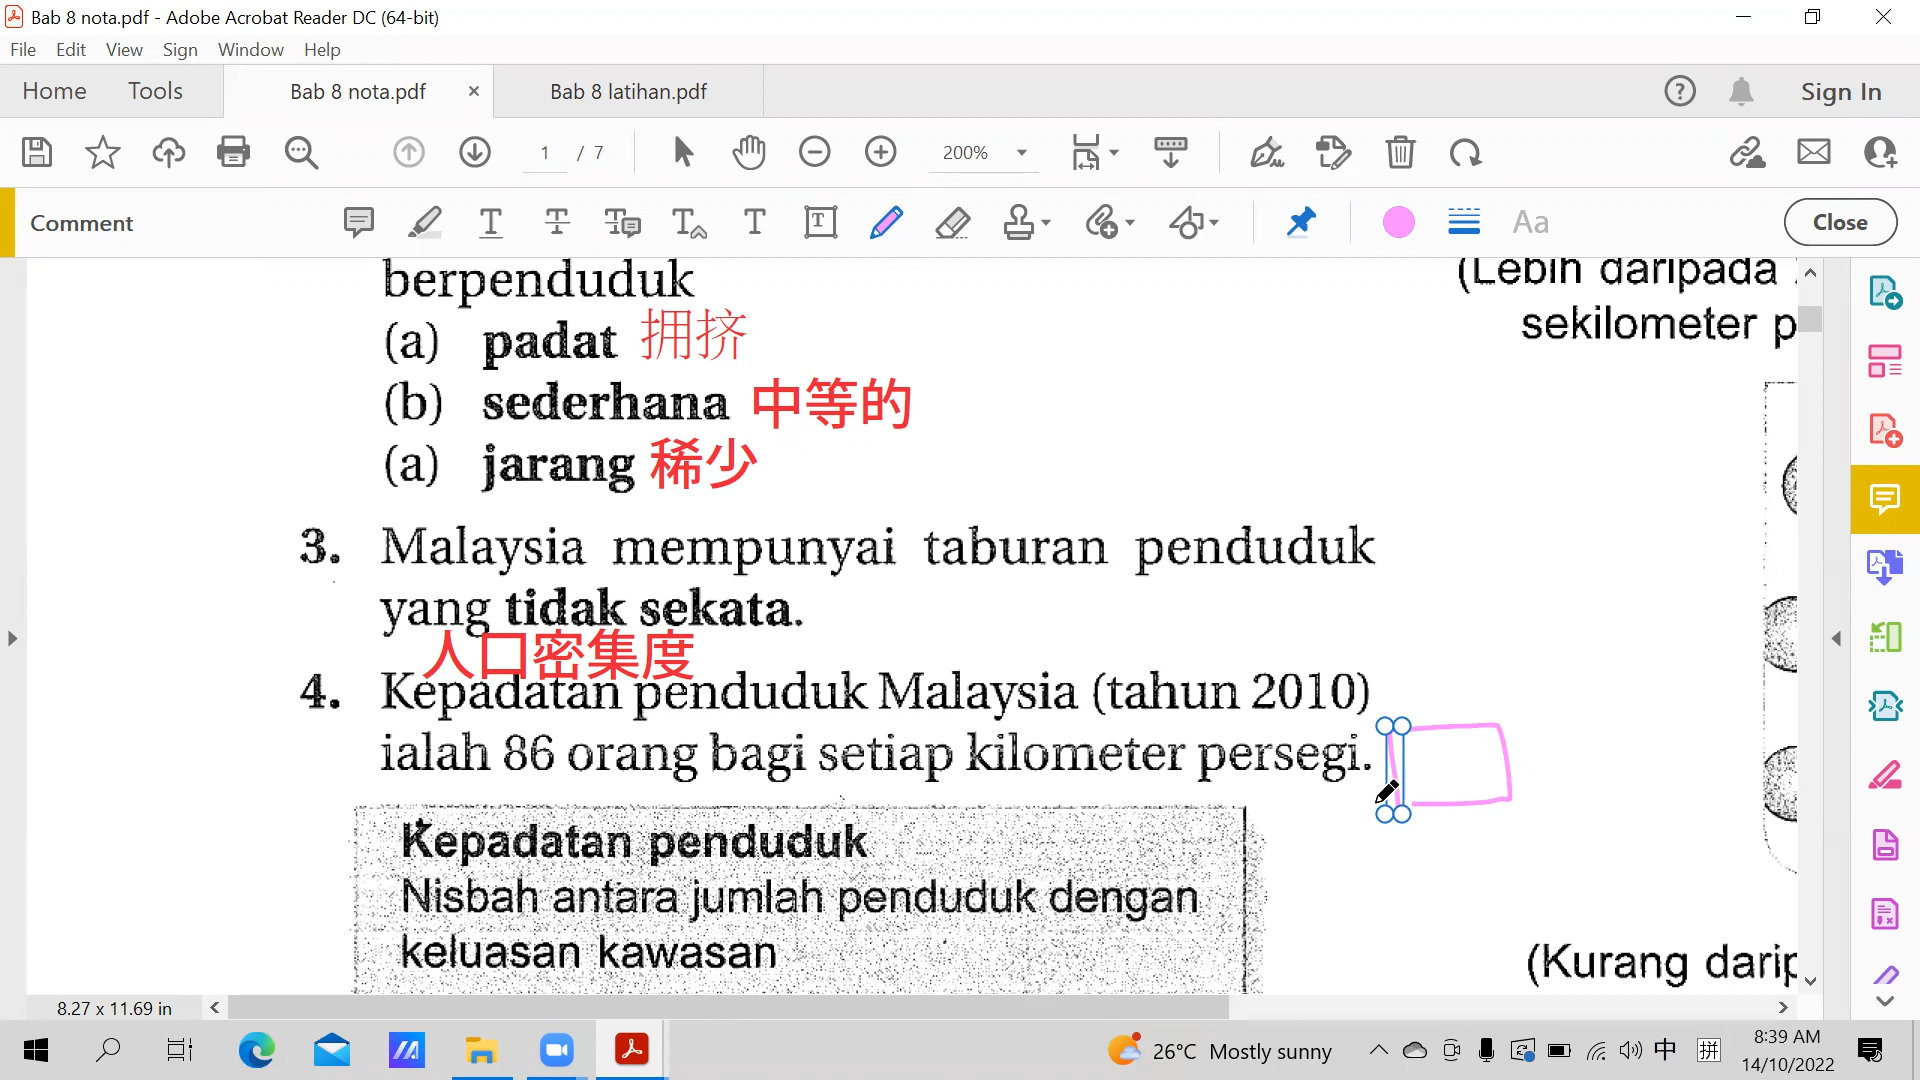 Bab 8 nota.pdf - Adobe Acrobat Reader DC (64-bit)
File Edit View Sign Window Help
Home Tools Bab 8 nota.pdf × Bab 8 latihan.pdf Sign In
1 / 7 200%
Comment Aa Close
berpenduduk
(a) padat 拥挤
(b) sederhana 中等的
(a) jarang 稀少
3. Malaysia mempunyai taburan penduduk
yang tidak sekata.
人口密集度
4. Kepadatan penduduk Malaysia (tahun 2010)
ialah 86 orang bagi setiap kilometer persegi.
Kepadatan penduduk
Nisbah antara jumlah penduduk dengan
keluasan kawasan
(Lebih daripada
sekilometer p
(Kurang darip
8.27 x 11.69 in
26°C Mostly sunny 中 拼 8:39 AM
14/10/2022